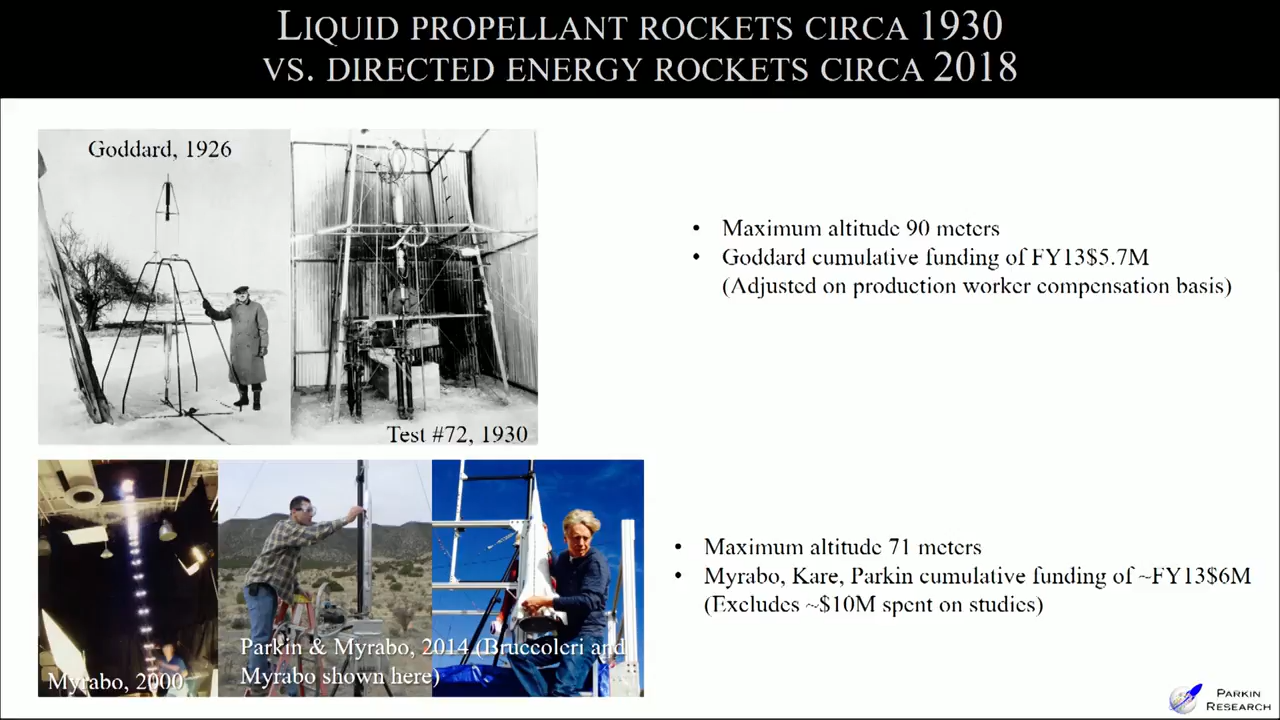 LIQUID PROPELLANT ROCKETS CIRCA 1930
VS. DIRECTED ENERGY ROCKETS CIRCA 2018
Goddard, 1926
Test #72, 1930
• Maximum altitude 90 meters
• Goddard cumulative funding of FY13$5.7M
(Adjusted on production worker compensation basis)
Myrabo, 2000
Parkin & Myrabo, 2014 (Bruccoleri and
Myrabo shown here)
• Maximum altitude 71 meters
• Myrabo, Kare, Parkin cumulative funding of ~FY13$6M
(Excludes ~$10M spent on studies)
PARKIN
RESEARCH